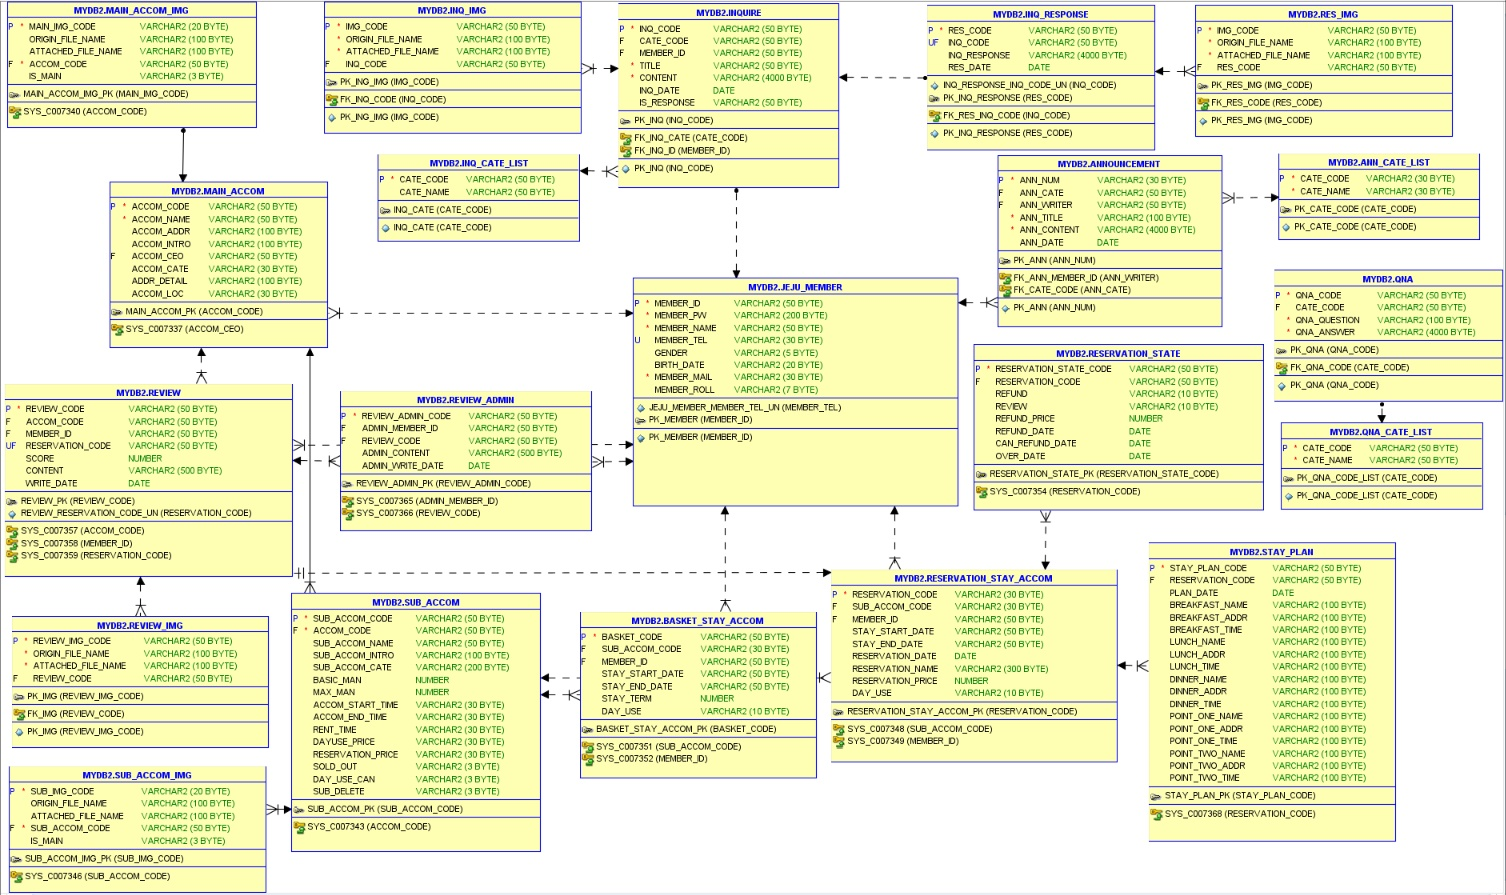 MYDB2.MAIN_ACCOM_IMG
P * MAIN_IMG_CODE VARCHAR2 (20 BYTE)
ORIGIN_FILE_NAME VARCHAR2 (100 BYTE)
ATTACHED_FILE_NAME VARCHAR2 (100 BYTE)
F * ACCOM_CODE VARCHAR2 (50 BYTE)
IS_MAIN VARCHAR2 (3 BYTE)
MAIN_ACCOM_IMG_PK (MAIN_IMG_CODE)
SYS_C007340 (ACCOM_CODE)
MYDB2.INQ_IMG
P * IMG_CODE VARCHAR2 (50 BYTE)
* ORIGIN_FILE_NAME VARCHAR2 (100 BYTE)
* ATTACHED_FILE_NAME VARCHAR2 (100 BYTE)
F INQ_CODE VARCHAR2 (50 BYTE)
PK_ING_IMG (IMG_CODE)
FK_INQ_CODE (INQ_CODE)
PK_ING_IMG (IMG_CODE)
MYDB2.INQUIRE
P * INQ_CODE VARCHAR2 (50 BYTE)
F CATE_CODE VARCHAR2 (50 BYTE)
F MEMBER_ID VARCHAR2 (50 BYTE)
* TITLE VARCHAR2 (50 BYTE)
* CONTENT VARCHAR2 (4000 BYTE)
INQ_DATE DATE
IS_RESPONSE VARCHAR2 (50 BYTE)
PK_INQ (INQ_CODE)
FK_INQ_CATE (CATE_CODE)
FK_INQ_ID (MEMBER_ID)
PK_INQ (INQ_CODE)
MYDB2.INQ_RESPONSE
P * RES_CODE VARCHAR2 (50 BYTE)
UF INQ_CODE VARCHAR2 (50 BYTE)
INQ_RESPONSE VARCHAR2 (4000 BYTE)
RES_DATE DATE
INQ_RESPONSE_INQ_CODE_UN (INQ_CODE)
PK_INQ_RESPONSE (RES_CODE)
FK_RES_INQ_CODE (INQ_CODE)
PK_INQ_RESPONSE (RES_CODE)
MYDB2.RES_IMG
P * IMG_CODE VARCHAR2 (50 BYTE)
* ORIGIN_FILE_NAME VARCHAR2 (100 BYTE)
* ATTACHED_FILE_NAME VARCHAR2 (100 BYTE)
F RES_CODE VARCHAR2 (50 BYTE)
PK_RES_IMG (IMG_CODE)
FK_RES_CODE (RES_CODE)
PK_RES_IMG (IMG_CODE)
MYDB2.INQ_CATE_LIST
P * CATE_CODE VARCHAR2 (50 BYTE)
CATE_NAME VARCHAR2 (50 BYTE)
INQ_CATE (CATE_CODE)
INQ_CATE (CATE_CODE)
MYDB2.ANNOUNCEMENT
P * ANN_NUM VARCHAR2 (30 BYTE)
F ANN_CATE VARCHAR2 (50 BYTE)
F ANN_WRITER VARCHAR2 (50 BYTE)
* ANN_TITLE VARCHAR2 (100 BYTE)
* ANN_CONTENT VARCHAR2 (4000 BYTE)
ANN_DATE DATE
PK_ANN (ANN_NUM)
FK_ANN_MEMBER_ID (ANN_WRITER)
FK_CATE_CODE (ANN_CATE)
PK_ANN (ANN_NUM)
MYDB2.ANN_CATE_LIST
P * CATE_CODE VARCHAR2 (30 BYTE)
* CATE_NAME VARCHAR2 (30 BYTE)
PK_CATE_CODE (CATE_CODE)
PK_CATE_CODE (CATE_CODE)
MYDB2.MAIN_ACCOM
P * ACCOM_CODE VARCHAR2 (50 BYTE)
* ACCOM_NAME VARCHAR2 (50 BYTE)
ACCOM_ADDR VARCHAR2 (100 BYTE)
ACCOM_INTRO VARCHAR2 (100 BYTE)
F ACCOM_CEO VARCHAR2 (50 BYTE)
ACCOM_CATE VARCHAR2 (30 BYTE)
ADDR_DETAIL VARCHAR2 (100 BYTE)
ACCOM_LOC VARCHAR2 (30 BYTE)
MAIN_ACCOM_PK (ACCOM_CODE)
SYS_C007337 (ACCOM_CEO)
MYDB2.JEJU_MEMBER
P * MEMBER_ID VARCHAR2 (50 BYTE)
* MEMBER_PW VARCHAR2 (200 BYTE)
* MEMBER_NAME VARCHAR2 (50 BYTE)
U MEMBER_TEL VARCHAR2 (30 BYTE)
GENDER VARCHAR2 (5 BYTE)
BIRTH_DATE VARCHAR2 (20 BYTE)
* MEMBER_MAIL VARCHAR2 (30 BYTE)
MEMBER_ROLL VARCHAR2 (7 BYTE)
JEJU_MEMBER_MEMBER_TEL_UN (MEMBER_TEL)
PK_MEMBER (MEMBER_ID)
PK_MEMBER (MEMBER_ID)
MYDB2.QNA
P * QNA_CODE VARCHAR2 (50 BYTE)
F CATE_CODE VARCHAR2 (50 BYTE)
* QNA_QUESTION VARCHAR2 (100 BYTE)
* QNA_ANSWER VARCHAR2 (4000 BYTE)
PK_QNA (QNA_CODE)
FK_QNA_CODE (CATE_CODE)
PK_QNA (QNA_CODE)
MYDB2.RESERVATION_STATE
P * RESERVATION_STATE_CODE VARCHAR2 (50 BYTE)
F RESERVATION_CODE VARCHAR2 (50 BYTE)
REFUND VARCHAR2 (10 BYTE)
REVIEW VARCHAR2 (10 BYTE)
REFUND_PRICE NUMBER
REFUND_DATE DATE
CAN_REFUND_DATE DATE
OVER_DATE DATE
RESERVATION_STATE_PK (RESERVATION_STATE_CODE)
SYS_C007354 (RESERVATION_CODE)
MYDB2.QNA_CATE_LIST
P * CATE_CODE VARCHAR2 (50 BYTE)
* CATE_NAME VARCHAR2 (50 BYTE)
PK_QNA_CODE_LIST (CATE_CODE)
PK_QNA_CODE_LIST (CATE_CODE)
MYDB2.REVIEW
P * REVIEW_CODE VARCHAR2 (50 BYTE)
F ACCOM_CODE VARCHAR2 (50 BYTE)
F MEMBER_ID VARCHAR2 (50 BYTE)
UF RESERVATION_CODE VARCHAR2 (50 BYTE)
SCORE NUMBER
CONTENT VARCHAR2 (500 BYTE)
WRITE_DATE DATE
REVIEW_PK (REVIEW_CODE)
REVIEW_RESERVATION_CODE_UN (RESERVATION_CODE)
SYS_C007357 (ACCOM_CODE)
SYS_C007358 (MEMBER_ID)
SYS_C007359 (RESERVATION_CODE)
MYDB2.REVIEW_ADMIN
P * REVIEW_ADMIN_CODE VARCHAR2 (50 BYTE)
F ADMIN_MEMBER_ID VARCHAR2 (50 BYTE)
F REVIEW_CODE VARCHAR2 (50 BYTE)
ADMIN_CONTENT VARCHAR2 (500 BYTE)
ADMIN_WRITE_DATE DATE
REVIEW_ADMIN_PK (REVIEW_ADMIN_CODE)
SYS_C007365 (ADMIN_MEMBER_ID)
SYS_C007366 (REVIEW_CODE)
MYDB2.STAY_PLAN
P * STAY_PLAN_CODE VARCHAR2 (50 BYTE)
F RESERVATION_CODE VARCHAR2 (50 BYTE)
PLAN_DATE DATE
BREAKFAST_NAME VARCHAR2 (100 BYTE)
BREAKFAST_ADDR VARCHAR2 (100 BYTE)
BREAKFAST_TIME VARCHAR2 (100 BYTE)
LUNCH_NAME VARCHAR2 (100 BYTE)
LUNCH_ADDR VARCHAR2 (100 BYTE)
LUNCH_TIME VARCHAR2 (100 BYTE)
DINNER_NAME VARCHAR2 (100 BYTE)
DINNER_ADDR VARCHAR2 (100 BYTE)
DINNER_TIME VARCHAR2 (100 BYTE)
POINT_ONE_NAME VARCHAR2 (100 BYTE)
POINT_ONE_ADDR VARCHAR2 (100 BYTE)
POINT_ONE_TIME VARCHAR2 (100 BYTE)
POINT_TWO_NAME VARCHAR2 (100 BYTE)
POINT_TWO_ADDR VARCHAR2 (100 BYTE)
POINT_TWO_TIME VARCHAR2 (100 BYTE)
STAY_PLAN_PK (STAY_PLAN_CODE)
SYS_C007368 (RESERVATION_CODE)
MYDB2.RESERVATION_STAY_ACCOM
P * RESERVATION_CODE VARCHAR2 (30 BYTE)
F SUB_ACCOM_CODE VARCHAR2 (30 BYTE)
F MEMBER_ID VARCHAR2 (50 BYTE)
STAY_START_DATE VARCHAR2 (50 BYTE)
STAY_END_DATE VARCHAR2 (50 BYTE)
RESERVATION_DATE DATE
RESERVATION_NAME VARCHAR2 (300 BYTE)
RESERVATION_PRICE NUMBER
DAY_USE VARCHAR2 (10 BYTE)
RESERVATION_STAY_ACCOM_PK (RESERVATION_CODE)
SYS_C007348 (SUB_ACCOM_CODE)
SYS_C007349 (MEMBER_ID)
MYDB2.SUB_ACCOM
P * SUB_ACCOM_CODE VARCHAR2 (50 BYTE)
F * ACCOM_CODE VARCHAR2 (50 BYTE)
SUB_ACCOM_NAME VARCHAR2 (50 BYTE)
SUB_ACCOM_INTRO VARCHAR2 (100 BYTE)
SUB_ACCOM_CATE VARCHAR2 (200 BYTE)
BASIC_MAN NUMBER
MAX_MAN NUMBER
ACCOM_START_TIME VARCHAR2 (30 BYTE)
ACCOM_END_TIME VARCHAR2 (30 BYTE)
RENT_TIME VARCHAR2 (30 BYTE)
DAYUSE_PRICE VARCHAR2 (30 BYTE)
RESERVATION_PRICE VARCHAR2 (30 BYTE)
SOLD_OUT VARCHAR2 (3 BYTE)
DAY_USE_CAN VARCHAR2 (3 BYTE)
SUB_DELETE VARCHAR2 (3 BYTE)
SUB_ACCOM_PK (SUB_ACCOM_CODE)
SYS_C007343 (ACCOM_CODE)
MYDB2.BASKET_STAY_ACCOM
P * BASKET_CODE VARCHAR2 (50 BYTE)
F SUB_ACCOM_CODE VARCHAR2 (30 BYTE)
F MEMBER_ID VARCHAR2 (50 BYTE)
STAY_START_DATE VARCHAR2 (50 BYTE)
STAY_END_DATE VARCHAR2 (50 BYTE)
STAY_TERM NUMBER
DAY_USE VARCHAR2 (10 BYTE)
BASKET_STAY_ACCOM_PK (BASKET_CODE)
SYS_C007351 (SUB_ACCOM_CODE)
SYS_C007352 (MEMBER_ID)
MYDB2.REVIEW_IMG
P * REVIEW_IMG_CODE VARCHAR2 (50 BYTE)
* ORIGIN_FILE_NAME VARCHAR2 (100 BYTE)
* ATTACHED_FILE_NAME VARCHAR2 (100 BYTE)
F REVIEW_CODE VARCHAR2 (50 BYTE)
PK_IMG (REVIEW_IMG_CODE)
FK_IMG (REVIEW_CODE)
PK_IMG (REVIEW_IMG_CODE)
MYDB2.SUB_ACCOM_IMG
P * SUB_IMG_CODE VARCHAR2 (20 BYTE)
ORIGIN_FILE_NAME VARCHAR2 (100 BYTE)
ATTACHED_FILE_NAME VARCHAR2 (100 BYTE)
F * SUB_ACCOM_CODE VARCHAR2 (50 BYTE)
IS_MAIN VARCHAR2 (3 BYTE)
SUB_ACCOM_IMG_PK (SUB_IMG_CODE)
SYS_C007346 (SUB_ACCOM_CODE)